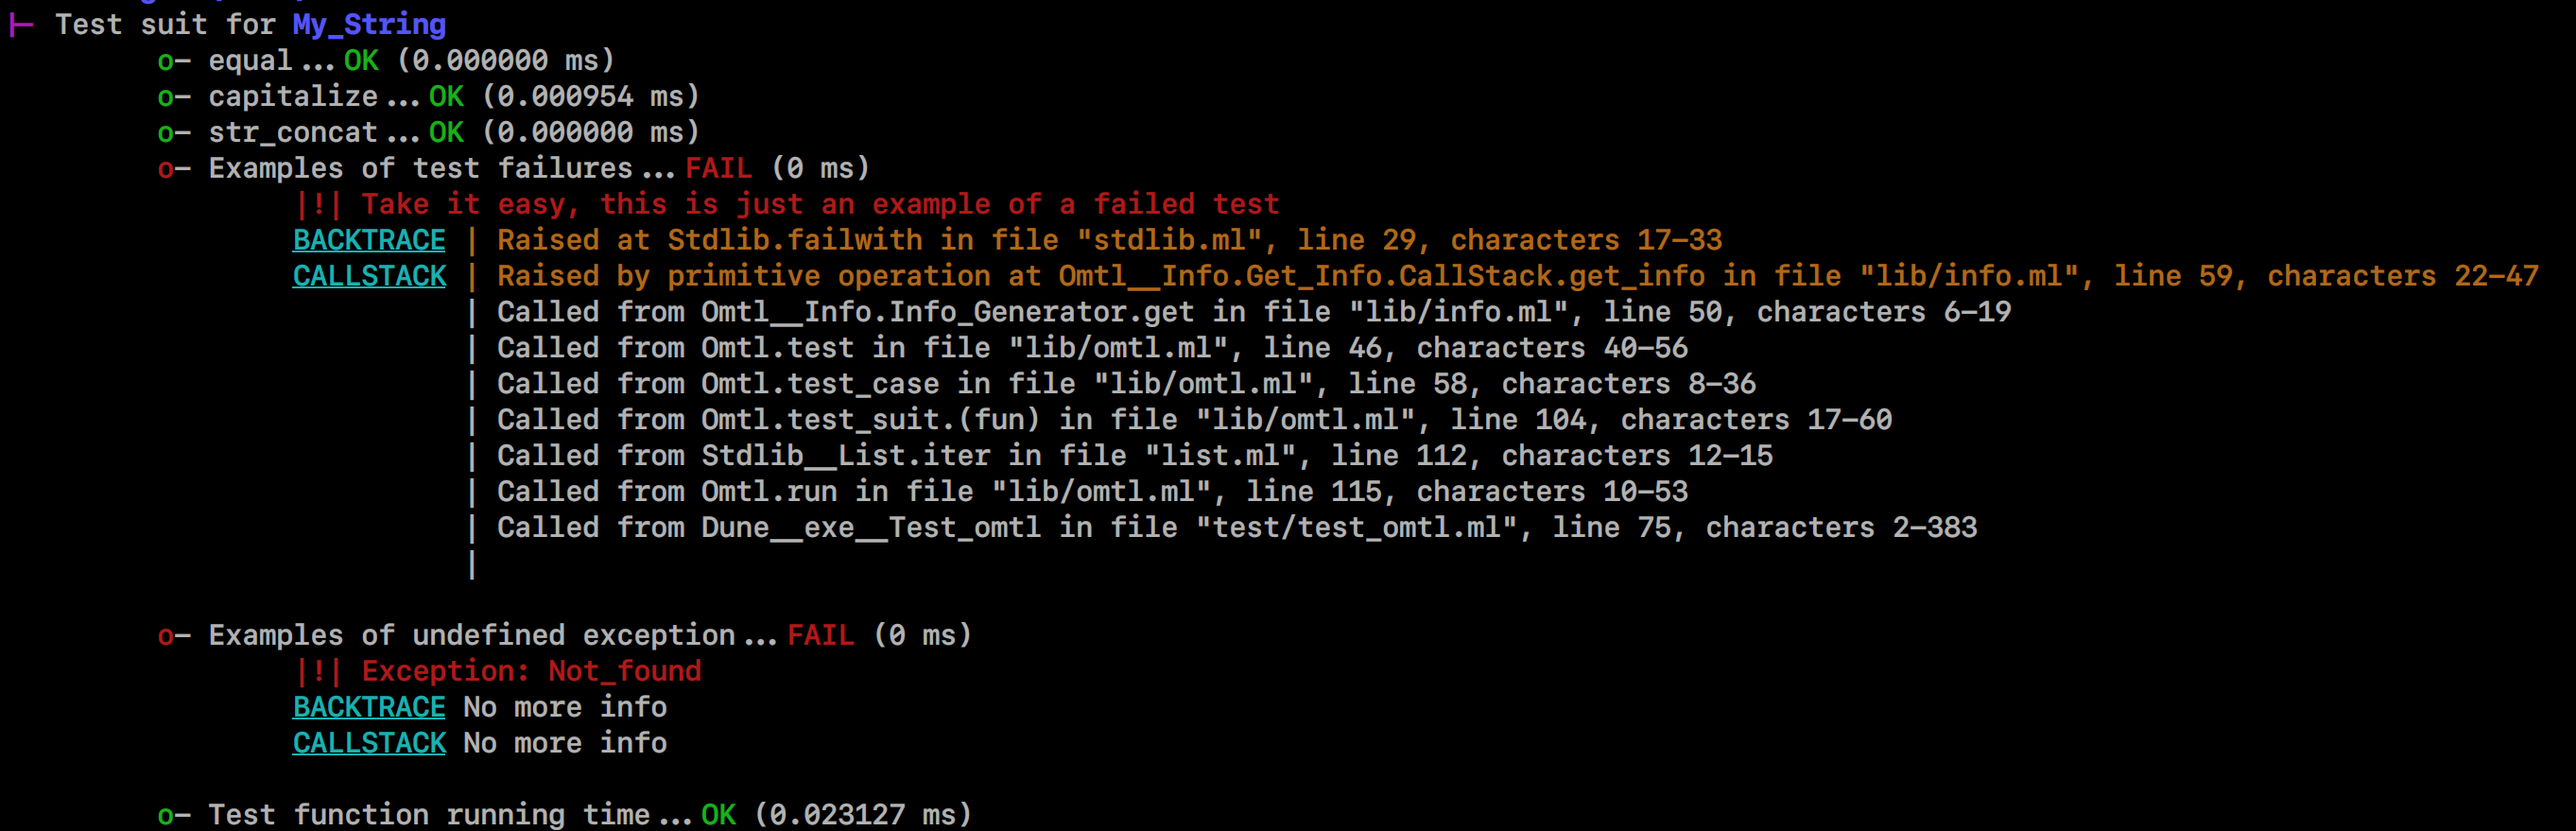 ⊢ Test suit for My_String
o— equal... OK (0.000000 ms)
o— capitalize... OK (0.000954 ms)
o— str_concat... OK (0.000000 ms)
o— Examples of test failures... FAIL (0 ms)
|!| Take it easy, this is just an example of a failed test
BACKTRACE | Raised at Stdlib.failwith in file "stdlib.ml", line 29, characters 17-33
CALLSTACK | Raised by primitive operation at Omtl__Info.Get_Info.CallStack.get_info in file "lib/info.ml", line 59, characters 22-47
| Called from Omtl__Info.Info_Generator.get in file "lib/info.ml", line 50, characters 6-19
| Called from Omtl.test in file "lib/omtl.ml", line 46, characters 40-56
| Called from Omtl.test_case in file "lib/omtl.ml", line 58, characters 8-36
| Called from Omtl.test_suit.(fun) in file "lib/omtl.ml", line 104, characters 17-60
| Called from Stdlib__List.iter in file "list.ml", line 112, characters 12-15
| Called from Omtl.run in file "lib/omtl.ml", line 115, characters 10-53
| Called from Dune__exe__Test_omtl in file "test/test_omtl.ml", line 75, characters 2-383
|
o— Examples of undefined exception... FAIL (0 ms)
|!| Exception: Not_found
BACKTRACE No more info
CALLSTACK No more info
o— Test function running time... OK (0.023127 ms)